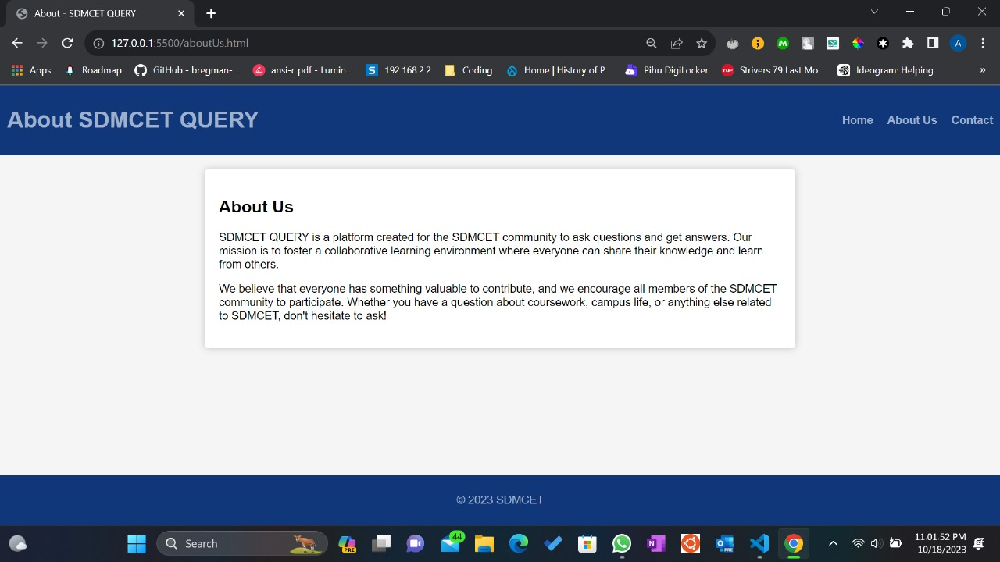 About - SDMCET QUERY
127.0.0.1:5500/aboutUs.html
A
Apps
Roadmap
GitHub - bregman-...
ansi-c.pdf - Lumin...
S
192.168.2.2
Coding
Home | History of P...
Pihu DigiLocker
TUF
Strivers 79 Last Mo...
Ideogram: Helping...
»
About SDMCET QUERY
Home
About Us
Contact
About Us
SDMCET QUERY is a platform created for the SDMCET community to ask questions and get answers. Our
mission is to foster a collaborative learning environment where everyone can share their knowledge and learn
from others.
We believe that everyone has something valuable to contribute, and we encourage all members of the SDMCET
community to participate. Whether you have a question about coursework, campus life, or anything else related
to SDMCET, don't hesitate to ask!
© 2023 SDMCET
Search
PRE
44
N
PRE
11:01:52 PM
10/18/2023